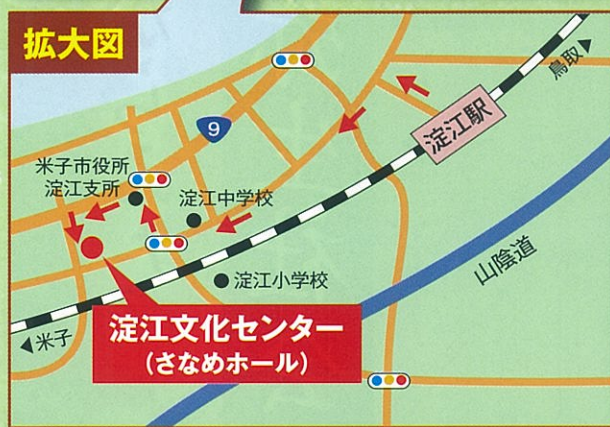 拡大図
鳥取▶
淀江駅
9
米子市役所
淀江支所
淀江中学校
山陰道
淀江小学校
淀江文化センター
(さなめホール)
◀米子